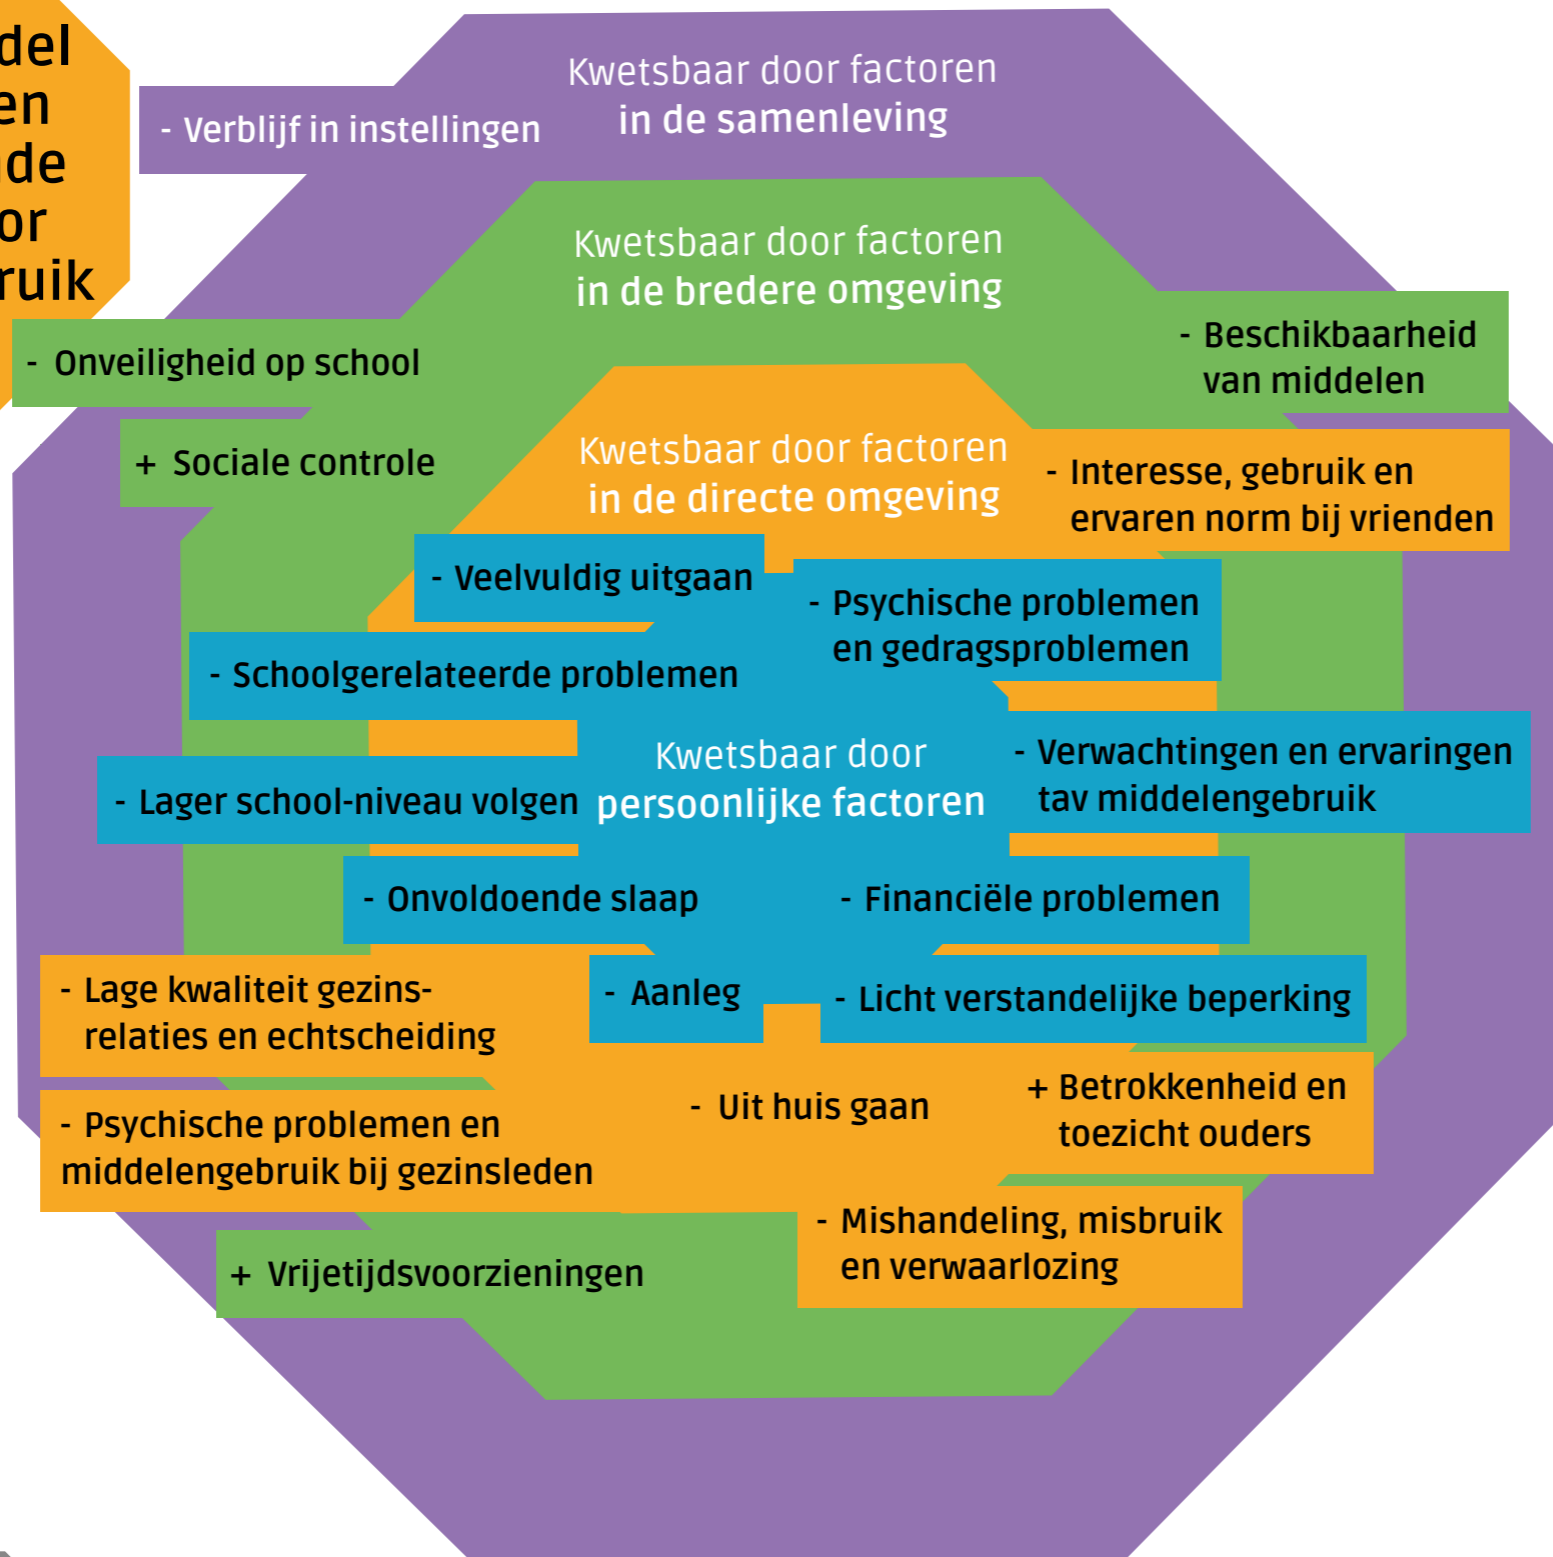 del
en
de
or
ruik
Kwetsbaar door factoren
in de samenleving
- Verblijf in instellingen
Kwetsbaar door factoren
in de bredere omgeving
- Onveiligheid op school
- Beschikbaarheid
van middelen
+ Sociale controle
Kwetsbaar door factoren
in de directe omgeving
- Interesse, gebruik en
ervaren norm bij vrienden
- Veelvuldig uitgaan
- Psychische problemen
en gedragsproblemen
- Schoolgerelateerde problemen
Kwetsbaar door
persoonlijke factoren
- Verwachtingen en ervaringen
tav middelengebruik
- Lager school-niveau volgen
- Onvoldoende slaap
- Financiële problemen
- Lage kwaliteit gezins-
relaties en echtscheiding
- Aanleg
- Licht verstandelijke beperking
- Uit huis gaan
+ Betrokkenheid en
toezicht ouders
- Psychische problemen en
middelengebruik bij gezinsleden
- Mishandeling, misbruik
en verwaarlozing
+ Vrijetijdsvoorzieningen